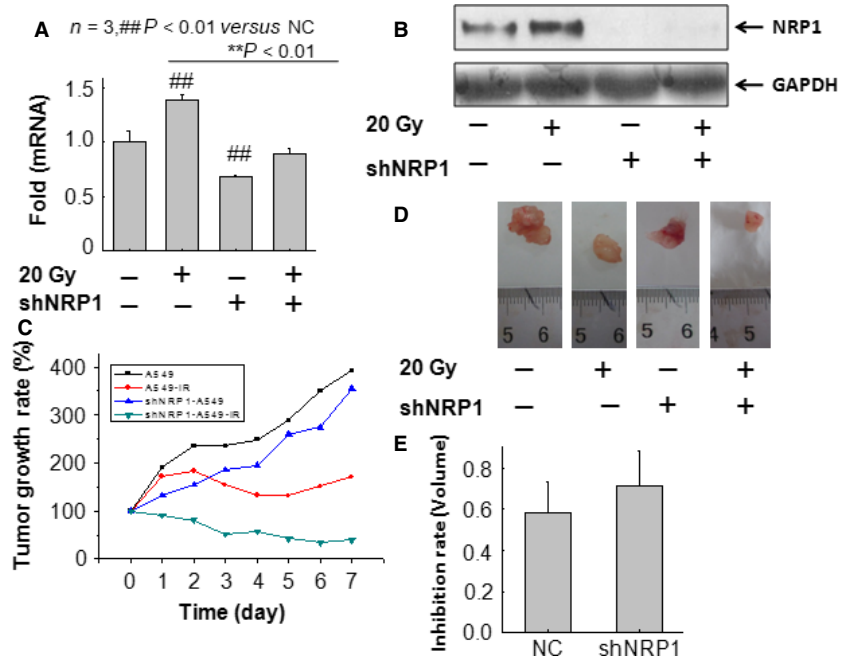 A
n = 3,##P < 0.01 versus NC
**P < 0.01
Fold (mRNA)
1.5
1.0
0.5
0
##
##
20 Gy − + − +
shNRP1 − − + +
B
NRP1
GAPDH
20 Gy − + − +
shNRP1 − − + +
C
Tumor growth rate (%)
400
300
200
100
0
A549
A549-IR
shNRP1-A549
shNRP1-A549-IR
0 1 2 3 4 5 6 7
Time (day)
D
5 6
5 6
5 6
4 5
20 Gy − + − +
shNRP1 − − + +
E
Inhibition rate (Volume)
0.8
0.6
0.4
0.2
0.0
NC shNRP1